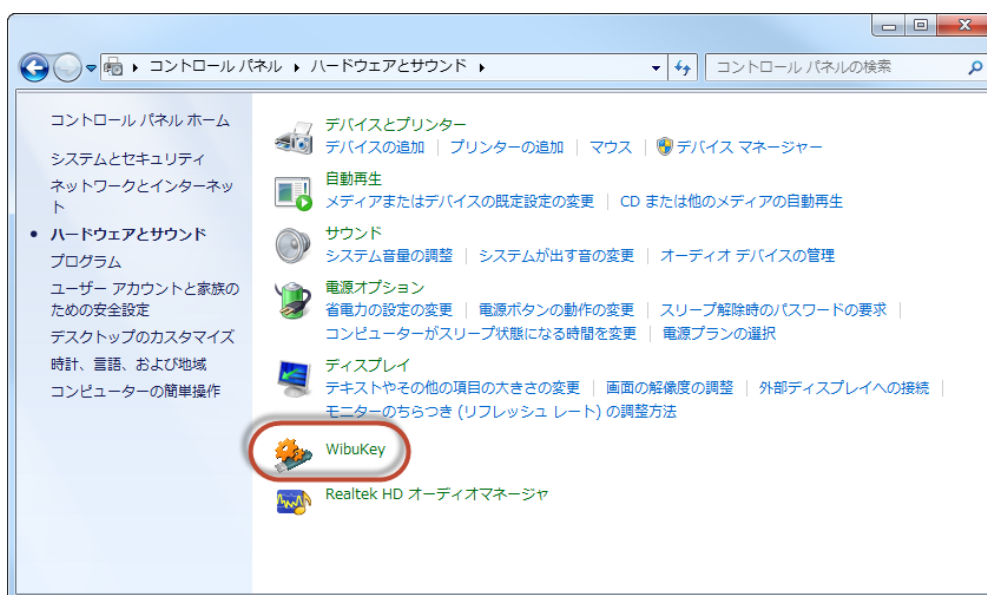 コントロール パネル ハードウェアとサウンド コントロール パネルの検索
コントロール パネル ホーム
システムとセキュリティ
ネットワークとインターネッ
ト
ハードウェアとサウンド
プログラム
ユーザー アカウントと家族の
ための安全設定
デスクトップのカスタマイズ
時計、言語、および地域
コンピューターの簡単操作
デバイスとプリンター
デバイスの追加 | プリンターの追加 | マウス | デバイス マネージャー
自動再生
メディアまたはデバイスの既定設定の変更 | CD または他のメディアの自動再生
サウンド
システム音量の調整 | システムが出す音の変更 | オーディオ デバイスの管理
電源オプション
省電力の設定の変更 | 電源ボタンの動作の変更 | スリープ解除時のパスワードの要求 |
コンピューターがスリープ状態になる時間を変更 | 電源プランの選択
ディスプレイ
テキストやその他の項目の大きさの変更 | 画面の解像度の調整 | 外部ディスプレイへの接続 |
モニターのちらつき (リフレッシュ レート) の調整方法
WibuKey
Realtek HD オーディオマネージャ